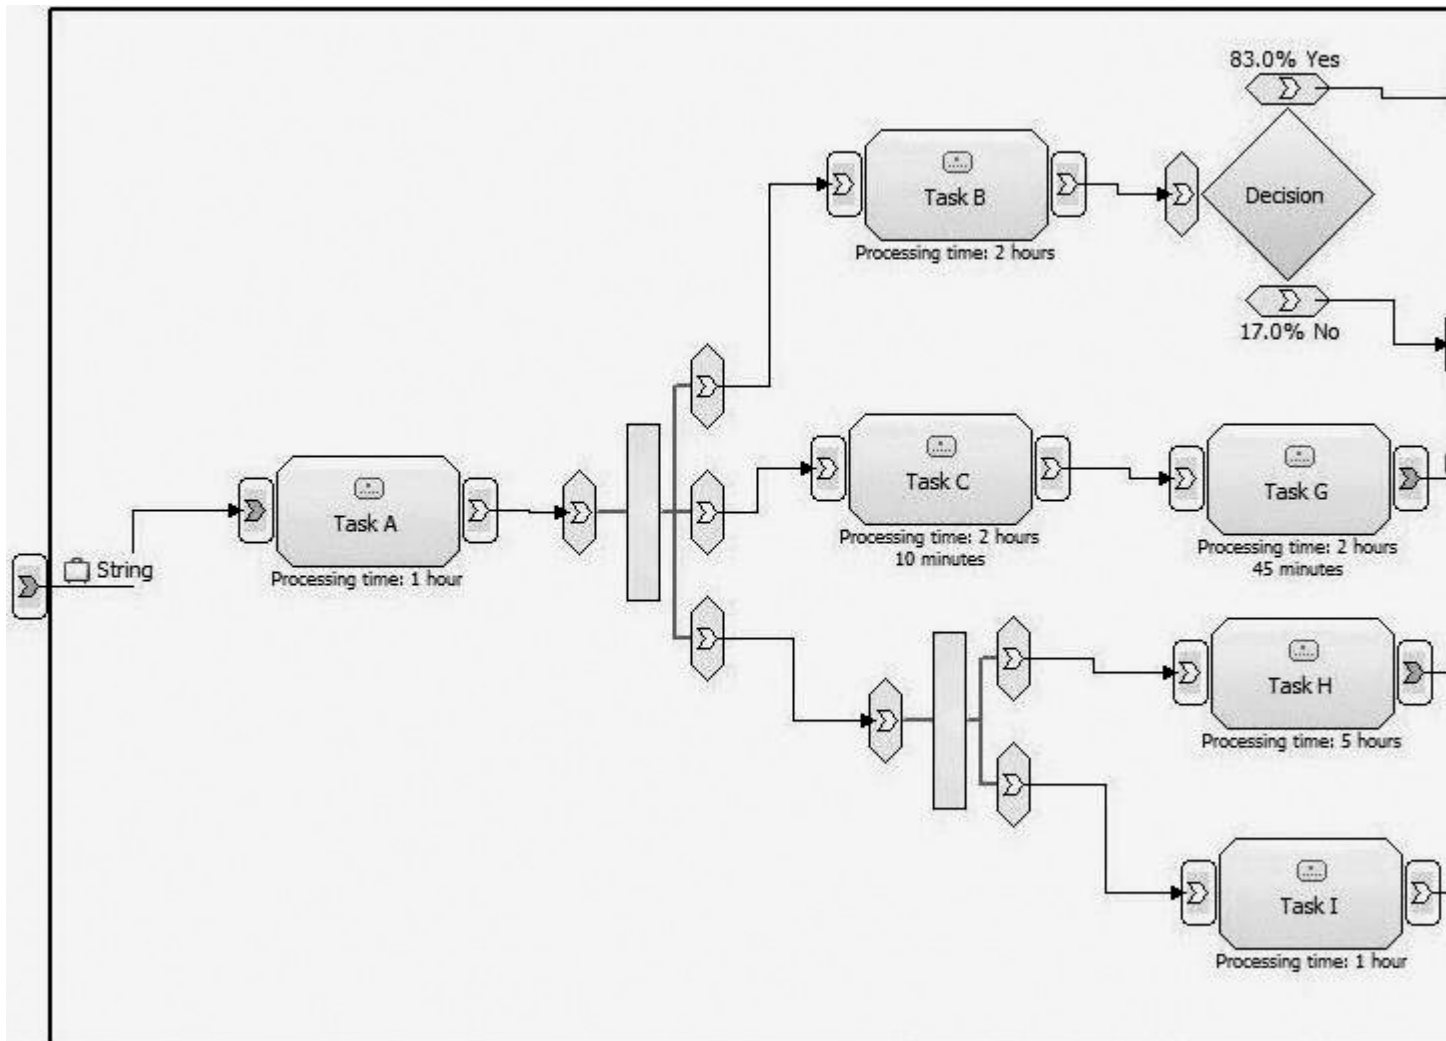 83.0% Yes
Task B
Decision
Processing time: 2 hours
17.0% No
Task C
Task G
Task A
Processing time: 2 hours
10 minutes
Processing time: 2 hours
45 minutes
String
Processing time: 1 hour
Task H
Processing time: 5 hours
Task I
Processing time: 1 hour